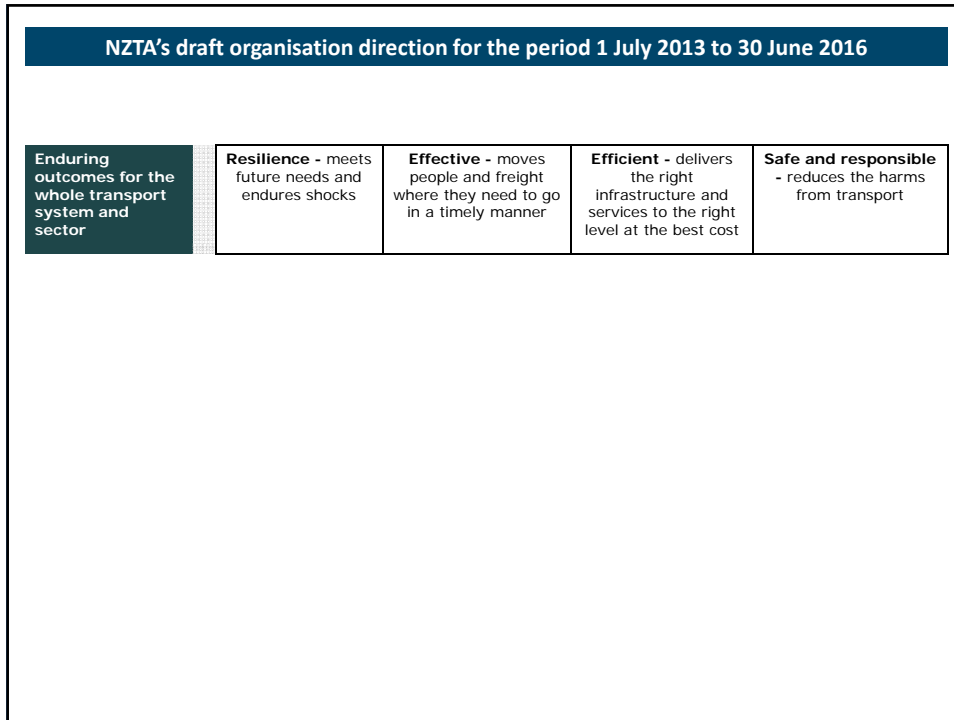 NZTA's draft organisation direction for the period 1 July 2013 to 30 June 2016
Enduring
outcomes for the
whole transport
system and
sector
Resilience - meets
future needs and
endures shocks
Effective - moves
people and freight
where they need to go
in a timely manner
Efficient - delivers
the right
infrastructure and
services to the right
level at the best cost
Safe and responsible
- reduces the harms
from transport